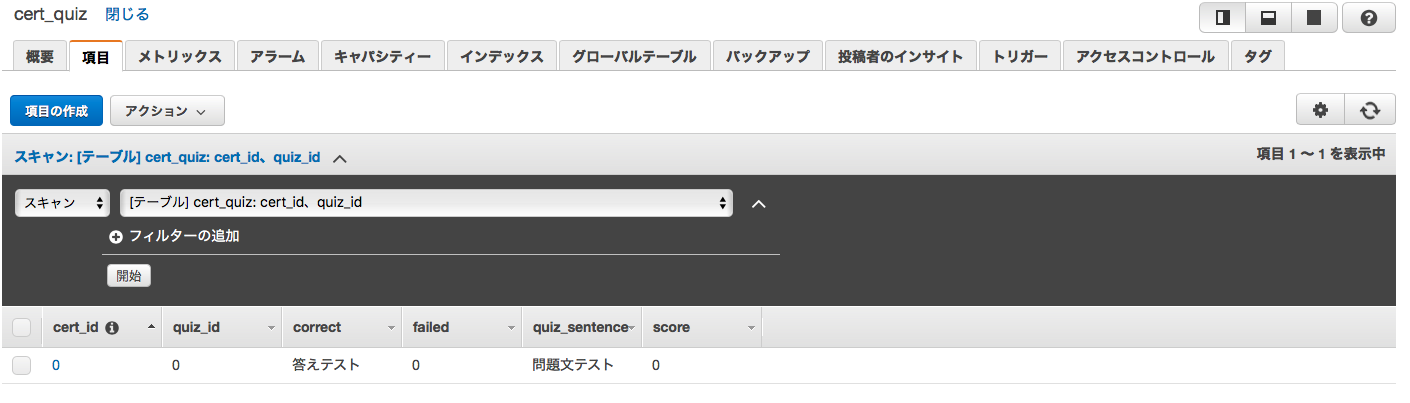 cert_quiz 閉じる
概要 項目 メトリックス アラーム キャパシティー インデックス グローバルテーブル バックアップ 投稿者のインサイト トリガー アクセスコントロール タグ
項目の作成 アクション
スキャン: [テーブル] cert_quiz: cert_id、quiz_id 項目 1 〜 1 を表示中
スキャン [テーブル] cert_quiz: cert_id、quiz_id
フィルターの追加
開始
cert_id quiz_id correct failed quiz_sentence score
0 0 答えテスト 0 問題文テスト 0